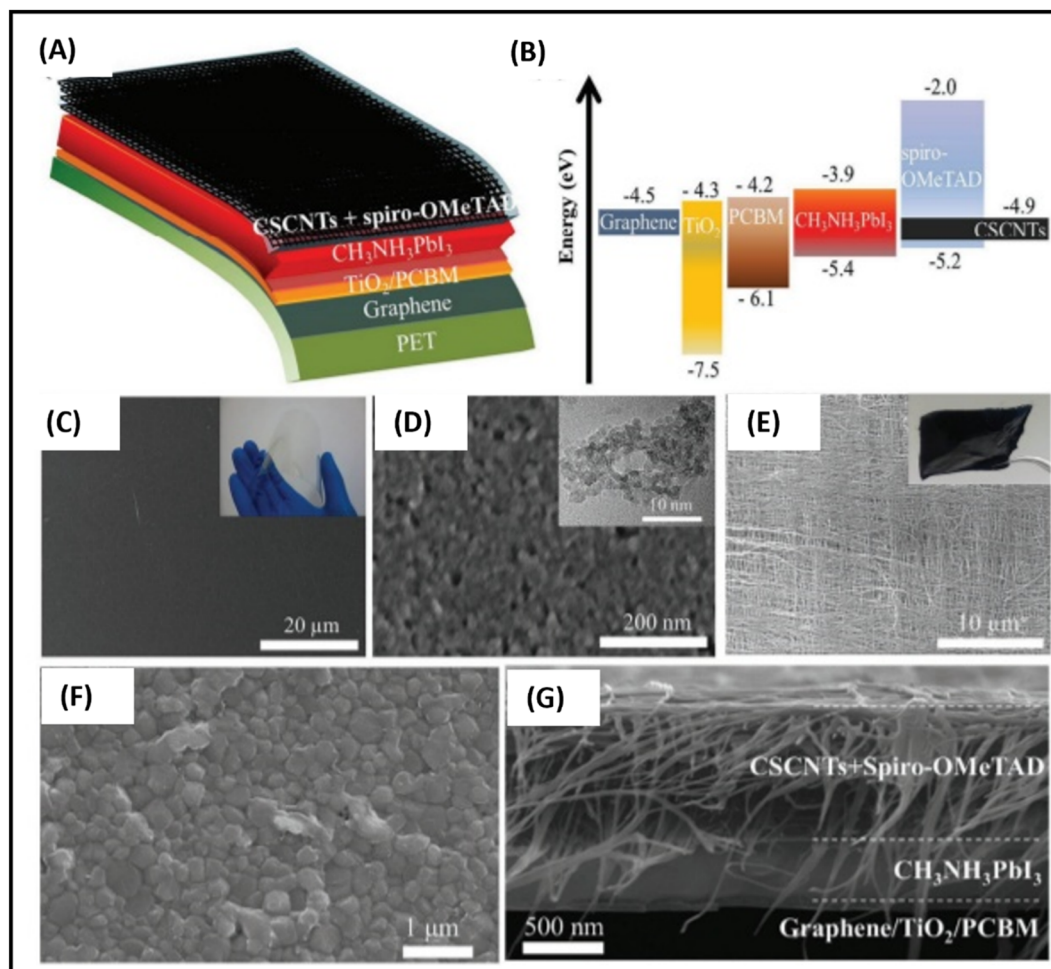 (A)
CSCNTs + spiro-OMeTAD
CH₃NH₃PbI₃
TiO₂/PCBM
Graphene
PET
(B)
Energy (eV)
-4.5
Graphene
- 4.3
TiO₂
-7.5
- 4.2
PCBM
- 6.1
-3.9
CH₃NH₃PbI₃
-5.4
-2.0
spiro-
OMeTAD
-5.2
-4.9
CSCNTs
(C)
20 µm
(D)
10 nm
200 nm
(E)
10 µm
(F)
1 µm
(G)
CSCNTs+Spiro-OMeTAD
CH₃NH₃PbI₃
Graphene/TiO₂/PCBM
500 nm